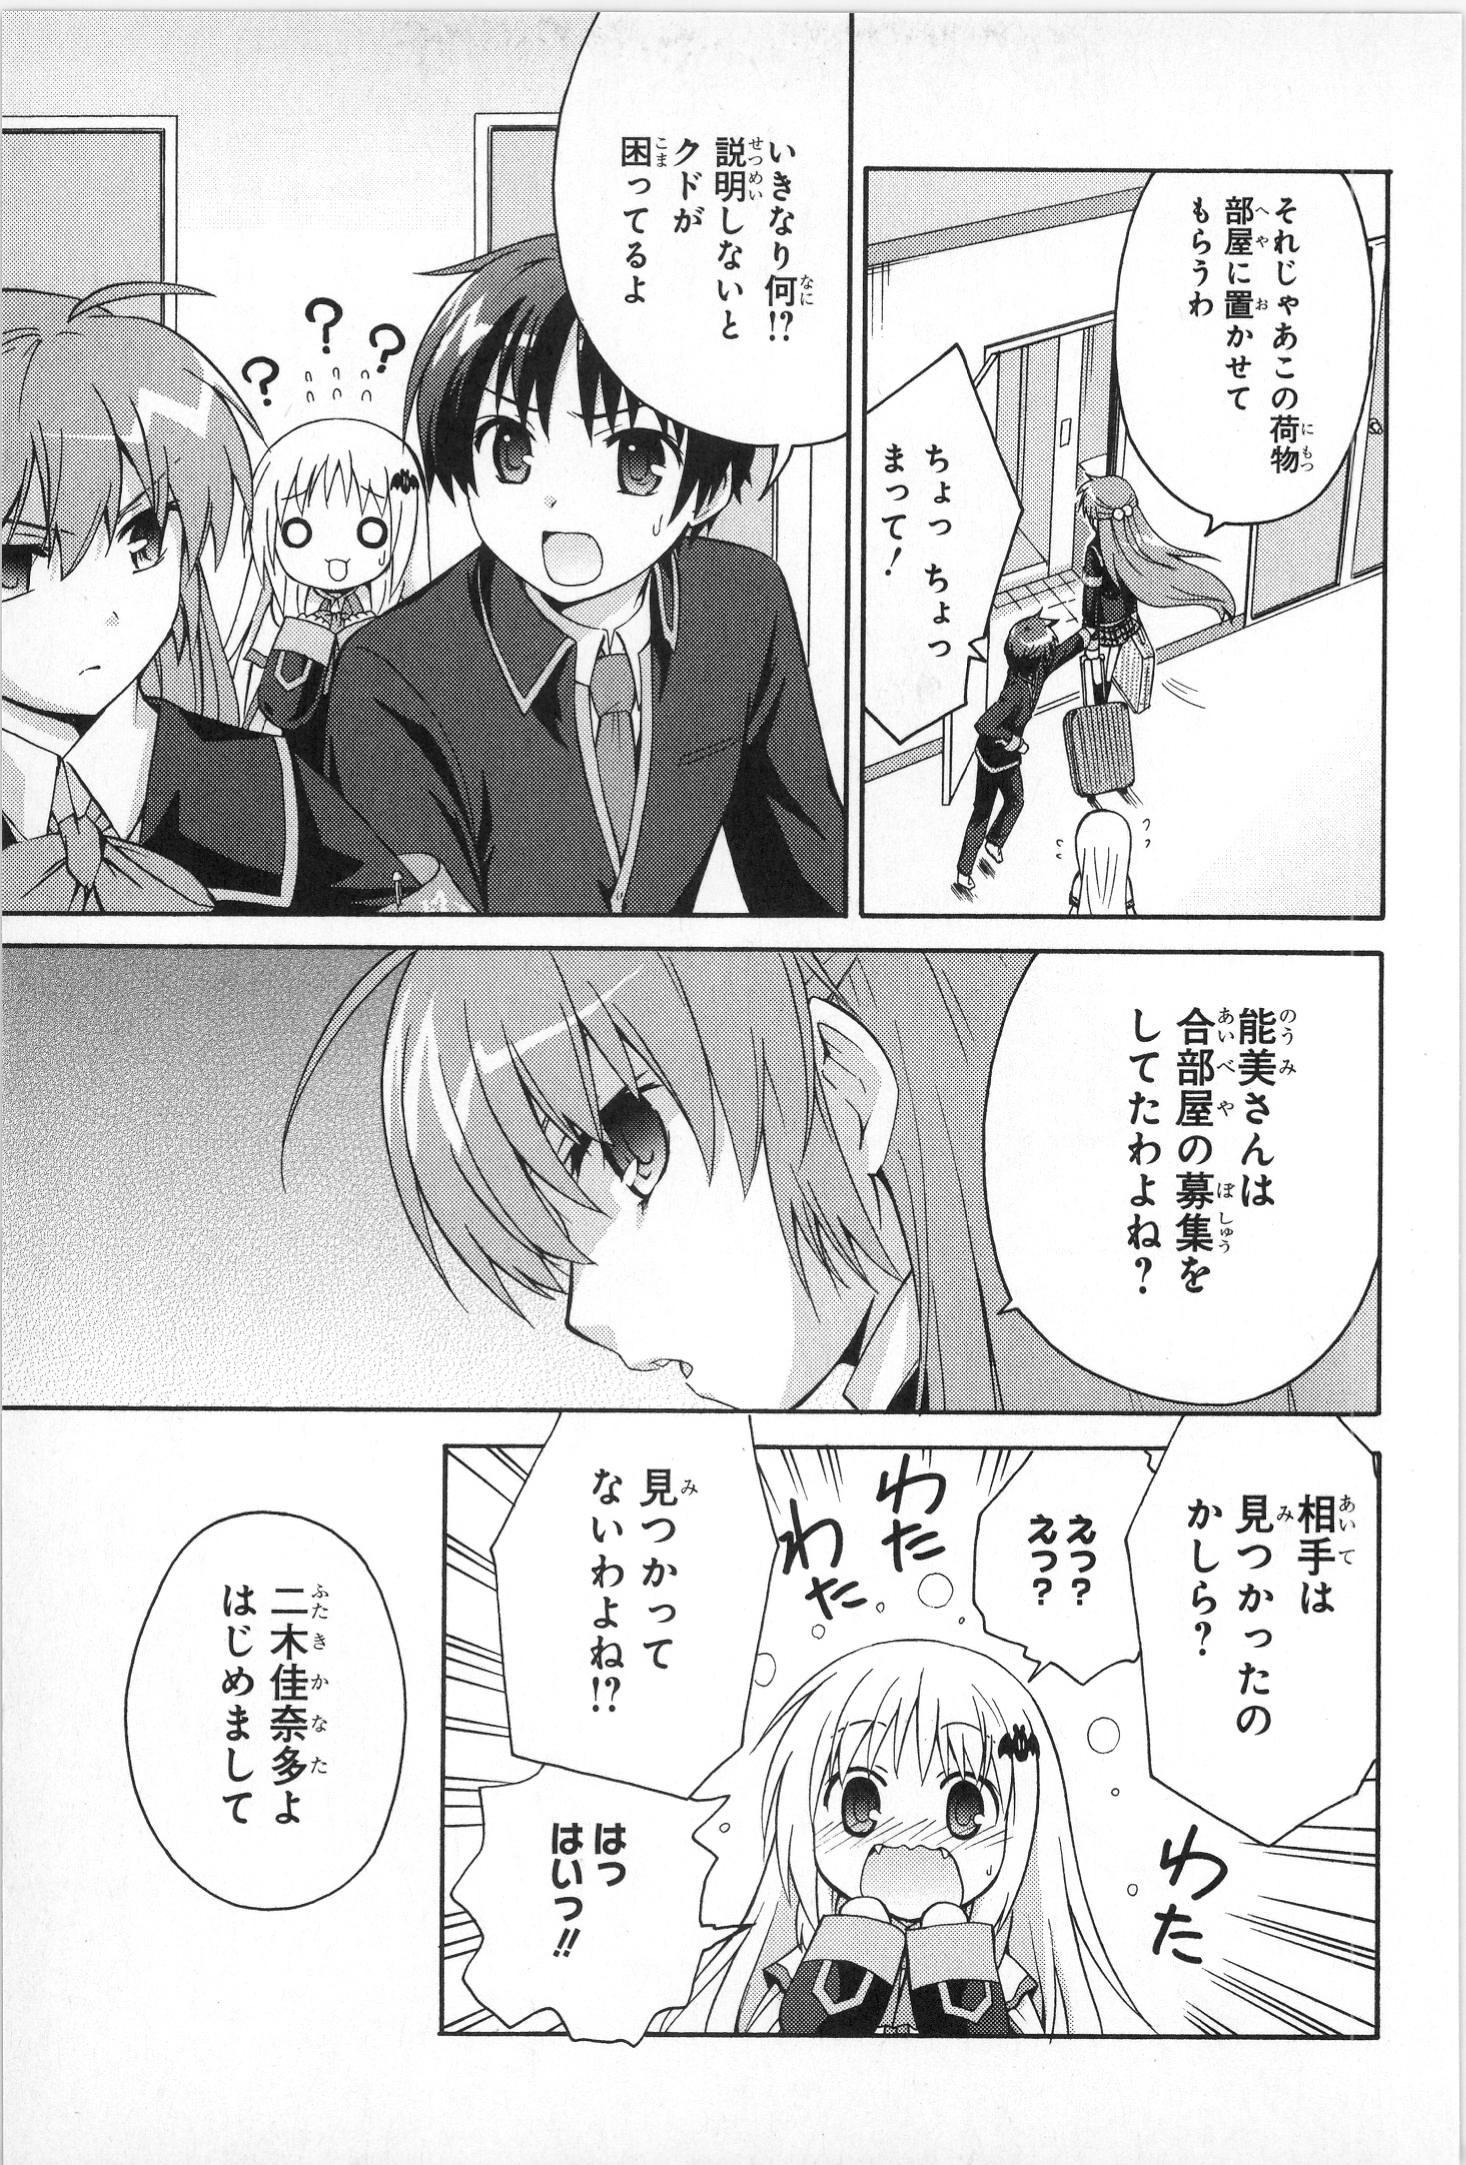 それじゃあこの荷物
部屋に置かせて
もらうわ
ちょっ ちょっ
まって!
いきなり何!?
説明しないと
クドが
困ってるよ
???
能美さんは
合部屋の募集を
してたわよね?
相手は
見つかったの
かしら?
えっ?
えっ?
わた
わた
わた
見つかって
ないわよね!?
はっ
はいっ!!
二木佳奈多よ
はじめまして